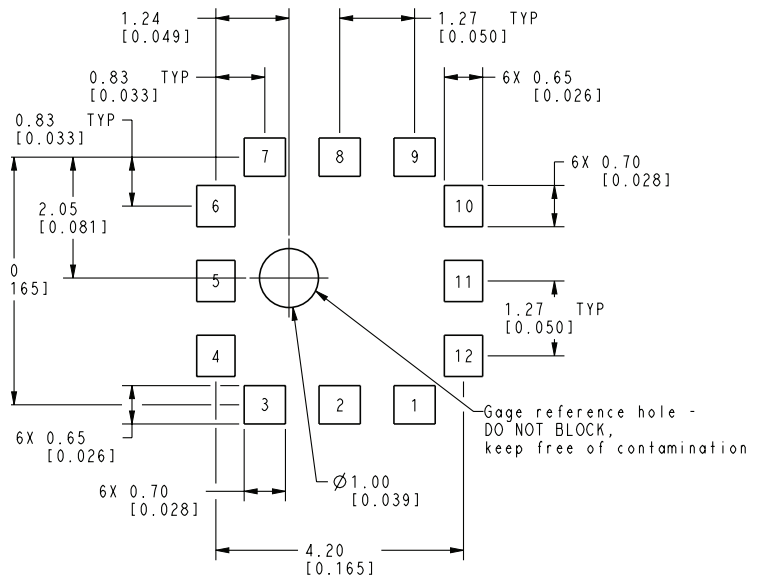 1.24
[0.049]
1.27 TYP
[0.050]
0.83 TYP
[0.033]
6X 0.65
[0.026]
0.83 TYP
[0.033]
7
8
9
6X 0.70
[0.028]
6
10
2.05
[0.081]
0
165]
5
11
1.27 TYP
[0.050]
4
12
3
2
1
Gage reference hole -
DO NOT BLOCK,
keep free of contamination
6X 0.65
[0.026]
Ø1.00
[0.039]
6X 0.70
[0.028]
4.20
[0.165]